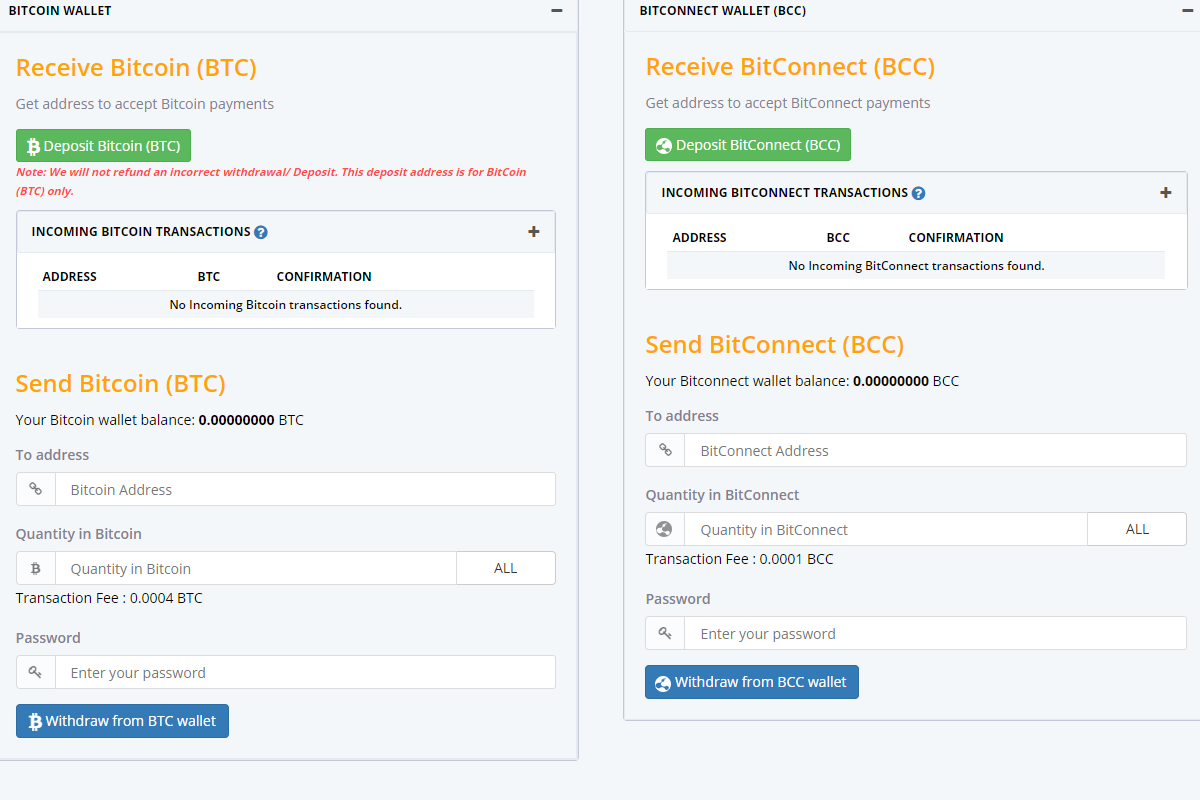 BITCOIN WALLET
Receive Bitcoin (BTC)
Get address to accept Bitcoin payments
Deposit Bitcoin (BTC)
Note: We will not refund an incorrect withdrawal/ Deposit. This deposit address is for BitCoin
(BTC) only.
INCOMING BITCOIN TRANSACTIONS ?
ADDRESS BTC CONFIRMATION
No Incoming Bitcoin transactions found.
Send Bitcoin (BTC)
Your Bitcoin wallet balance: 0.00000000 BTC
To address
Bitcoin Address
Quantity in Bitcoin
Quantity in Bitcoin ALL
Transaction Fee : 0.0004 BTC
Password
Enter your password
Withdraw from BTC wallet
BITCONNECT WALLET (BCC)
Receive BitConnect (BCC)
Get address to accept BitConnect payments
Deposit BitConnect (BCC)
INCOMING BITCONNECT TRANSACTIONS ?
ADDRESS BCC CONFIRMATION
No Incoming BitConnect transactions found.
Send BitConnect (BCC)
Your Bitconnect wallet balance: 0.00000000 BCC
To address
BitConnect Address
Quantity in BitConnect
Quantity in BitConnect ALL
Transaction Fee : 0.0001 BCC
Password
Enter your password
Withdraw from BCC wallet